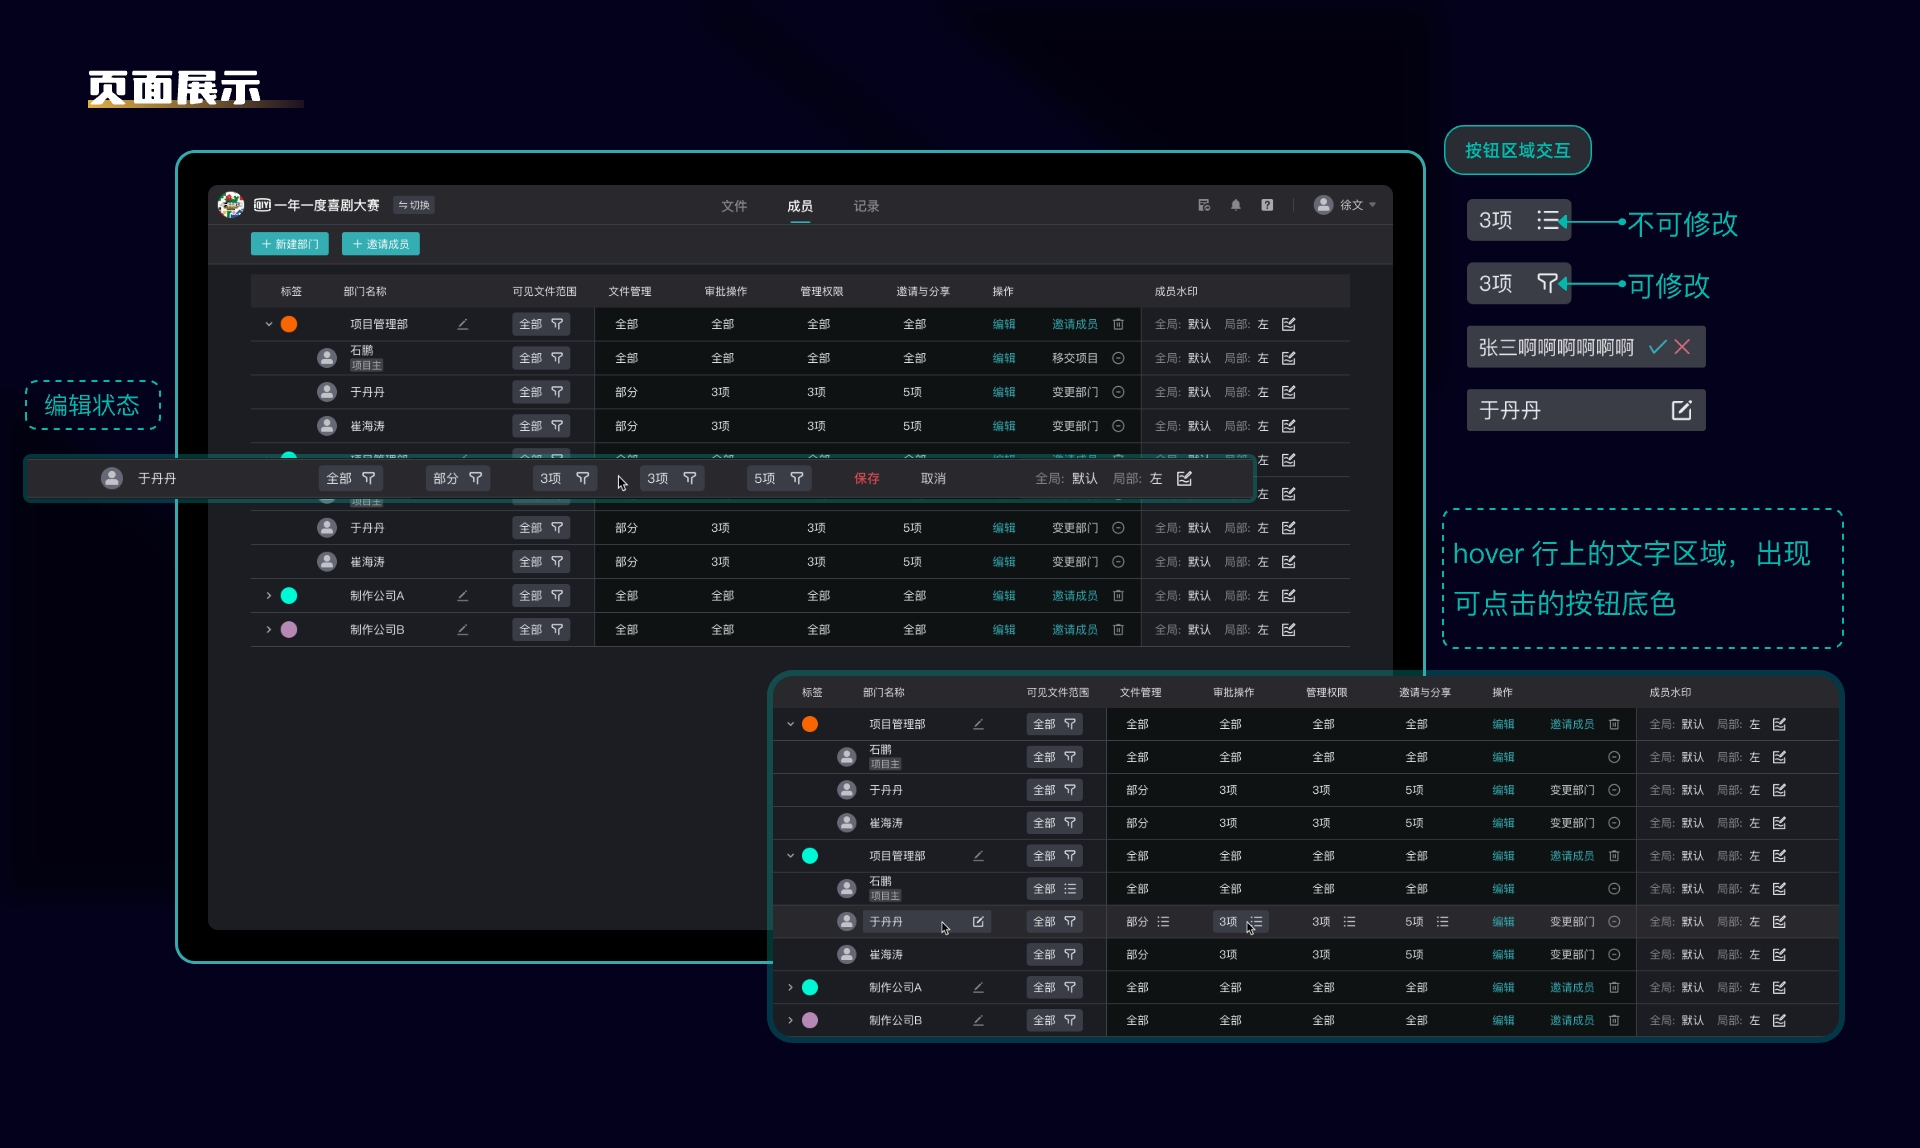 页面展示
按钮区域交互
3项 不可修改
3项 可修改
张三啊啊啊啊啊啊
于丹丹
hover 行上的文字区域，出现
可点击的按钮底色
编辑状态
一年一度喜剧大赛 切换 文件 成员 记录 徐文
+ 新建部门 + 邀请成员
标签 部门名称 可见文件范围 文件管理 审批操作 管理权限 邀请与分享 操作 成员水印
项目管理部 全部 全部 全部 全部 全部 编辑 邀请成员 全局: 默认 局部: 左
石鹏 项目主 全部 全部 全部 全部 全部 编辑 移交项目 全局: 默认 局部: 左
于丹丹 全部 部分 3项 3项 5项 编辑 变更部门 全局: 默认 局部: 左
崔海涛 全部 部分 3项 3项 5项 编辑 变更部门 全局: 默认 局部: 左
左
于丹丹 全部 部分 3项 3项 5项 保存 取消 全局: 默认 局部: 左
项目主 左
于丹丹 全部 部分 3项 3项 5项 编辑 变更部门 全局: 默认 局部: 左
崔海涛 全部 部分 3项 3项 5项 编辑 变更部门 全局: 默认 局部: 左
制作公司A 全部 全部 全部 全部 全部 编辑 邀请成员 全局: 默认 局部: 左
制作公司B 全部 全部 全部 全部 全部 编辑 邀请成员 全局: 默认 局部: 左
标签 部门名称 可见文件范围 文件管理 审批操作 管理权限 邀请与分享 操作 成员水印
项目管理部 全部 全部 全部 全部 全部 编辑 邀请成员 全局: 默认 局部: 左
石鹏 项目主 全部 全部 全部 全部 全部 编辑 全局: 默认 局部: 左
于丹丹 全部 部分 3项 3项 5项 编辑 变更部门 全局: 默认 局部: 左
崔海涛 全部 部分 3项 3项 5项 编辑 变更部门 全局: 默认 局部: 左
项目管理部 全部 全部 全部 全部 全部 编辑 邀请成员 全局: 默认 局部: 左
石鹏 项目主 全部 全部 全部 全部 全部 编辑 全局: 默认 局部: 左
于丹丹 全部 部分 3项 3项 5项 编辑 变更部门 全局: 默认 局部: 左
崔海涛 全部 部分 3项 3项 5项 编辑 变更部门 全局: 默认 局部: 左
制作公司A 全部 全部 全部 全部 全部 编辑 邀请成员 全局: 默认 局部: 左
制作公司B 全部 全部 全部 全部 全部 编辑 邀请成员 全局: 默认 局部: 左